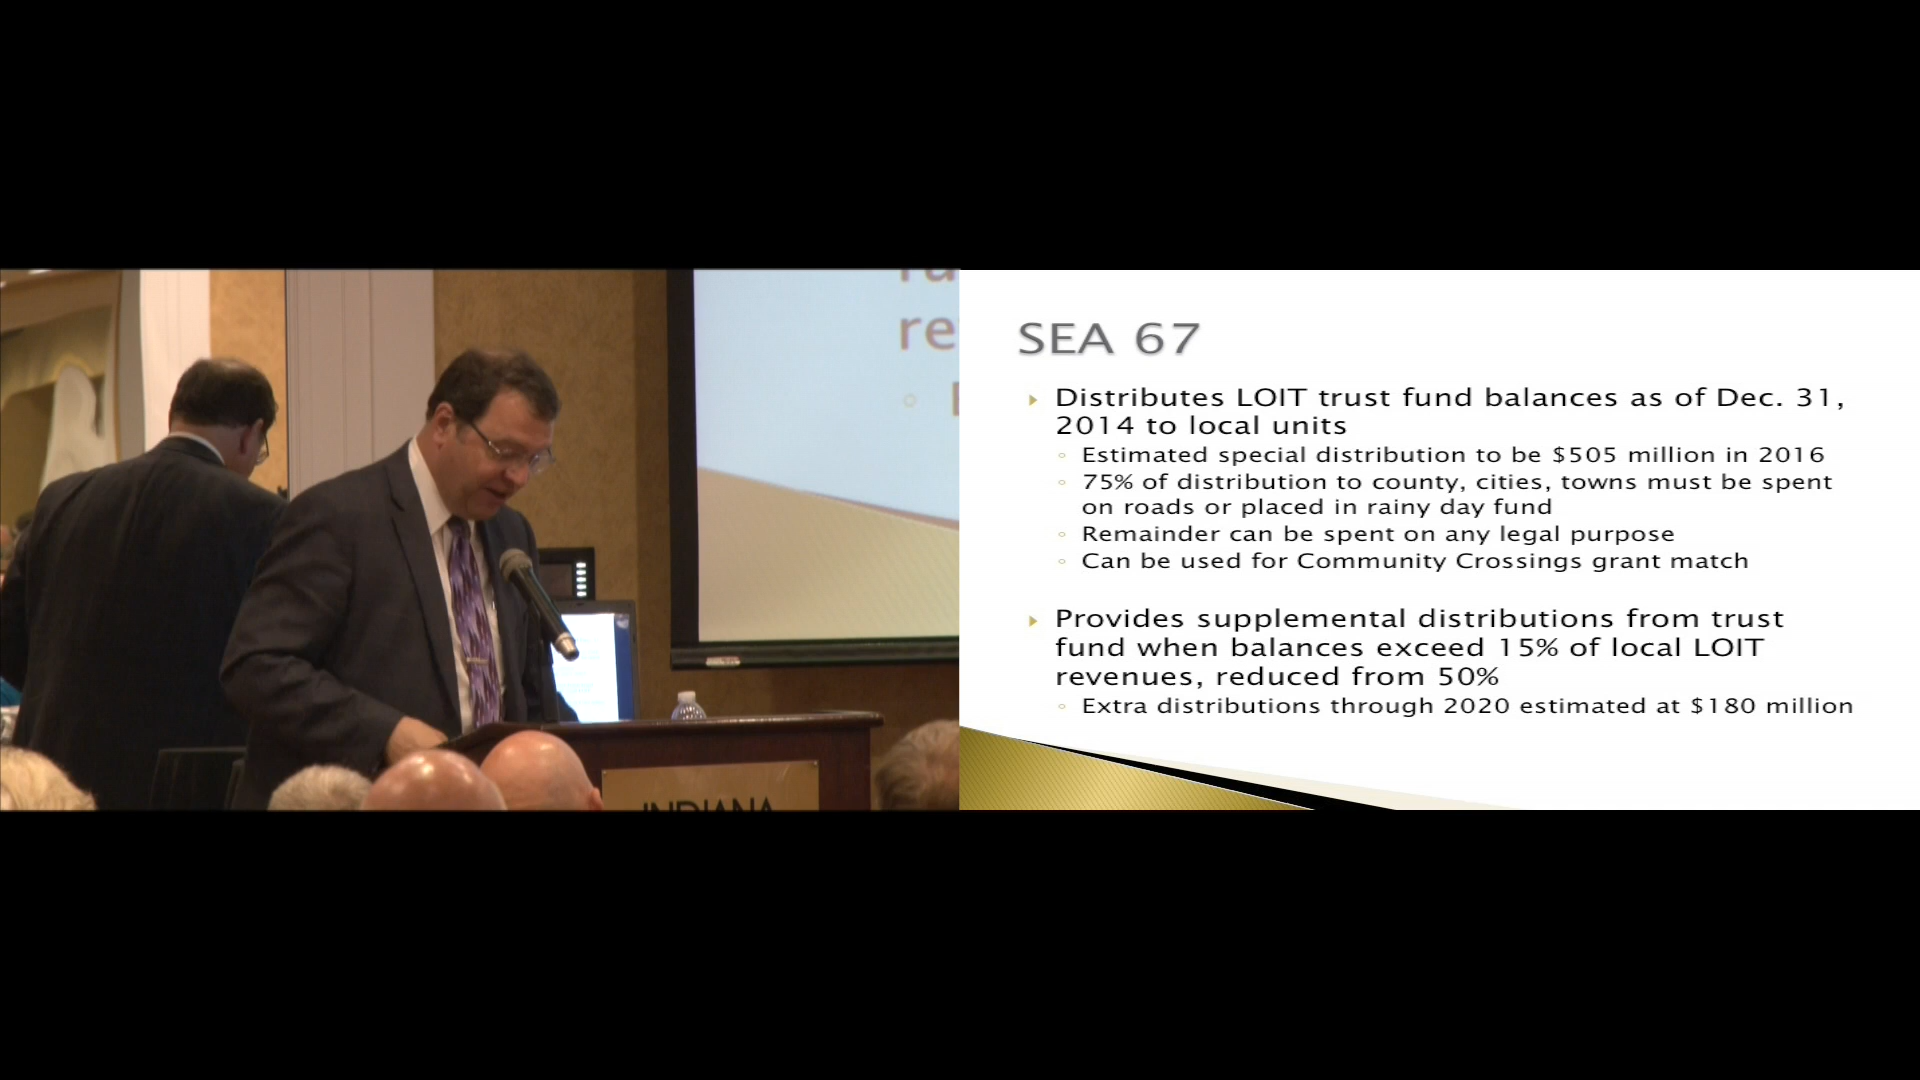 re
INDIANA
SEA 67
Distributes LOIT trust fund balances as of Dec. 31,
2014 to local units
Estimated special distribution to be $505 million in 2016
75% of distribution to county, cities, towns must be spent
on roads or placed in rainy day fund
Remainder can be spent on any legal purpose
Can be used for Community Crossings grant match
Provides supplemental distributions from trust
fund when balances exceed 15% of local LOIT
revenues, reduced from 50%
Extra distributions through 2020 estimated at $180 million